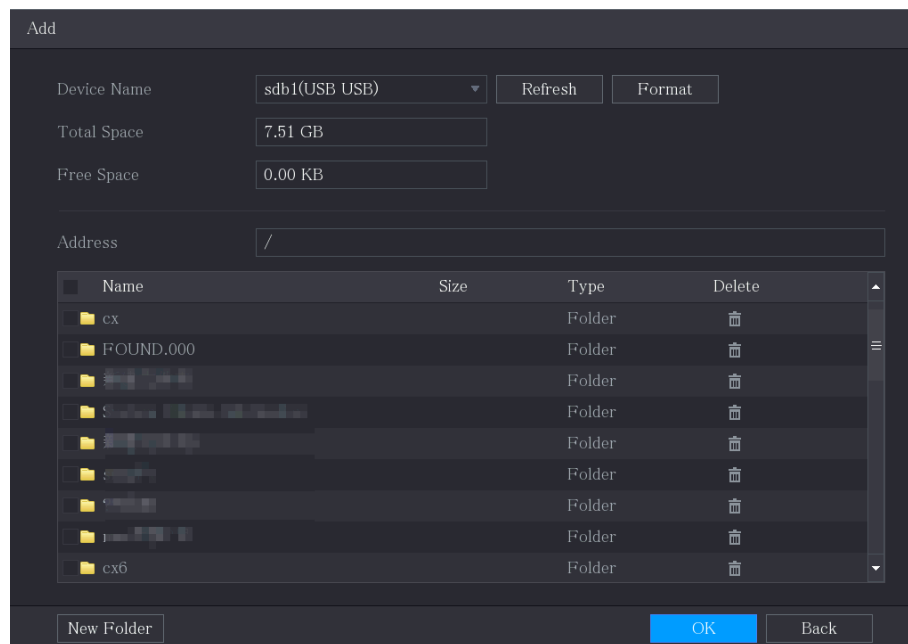 Add
Device Name sdb1(USB USB) Refresh Format
Total Space 7.51 GB
Free Space 0.00 KB
Address /
Name Size Type Delete
cx Folder
FOUND.000 Folder
Folder
Folder
Folder
Folder
Folder
Folder
cx6 Folder
New Folder OK Back